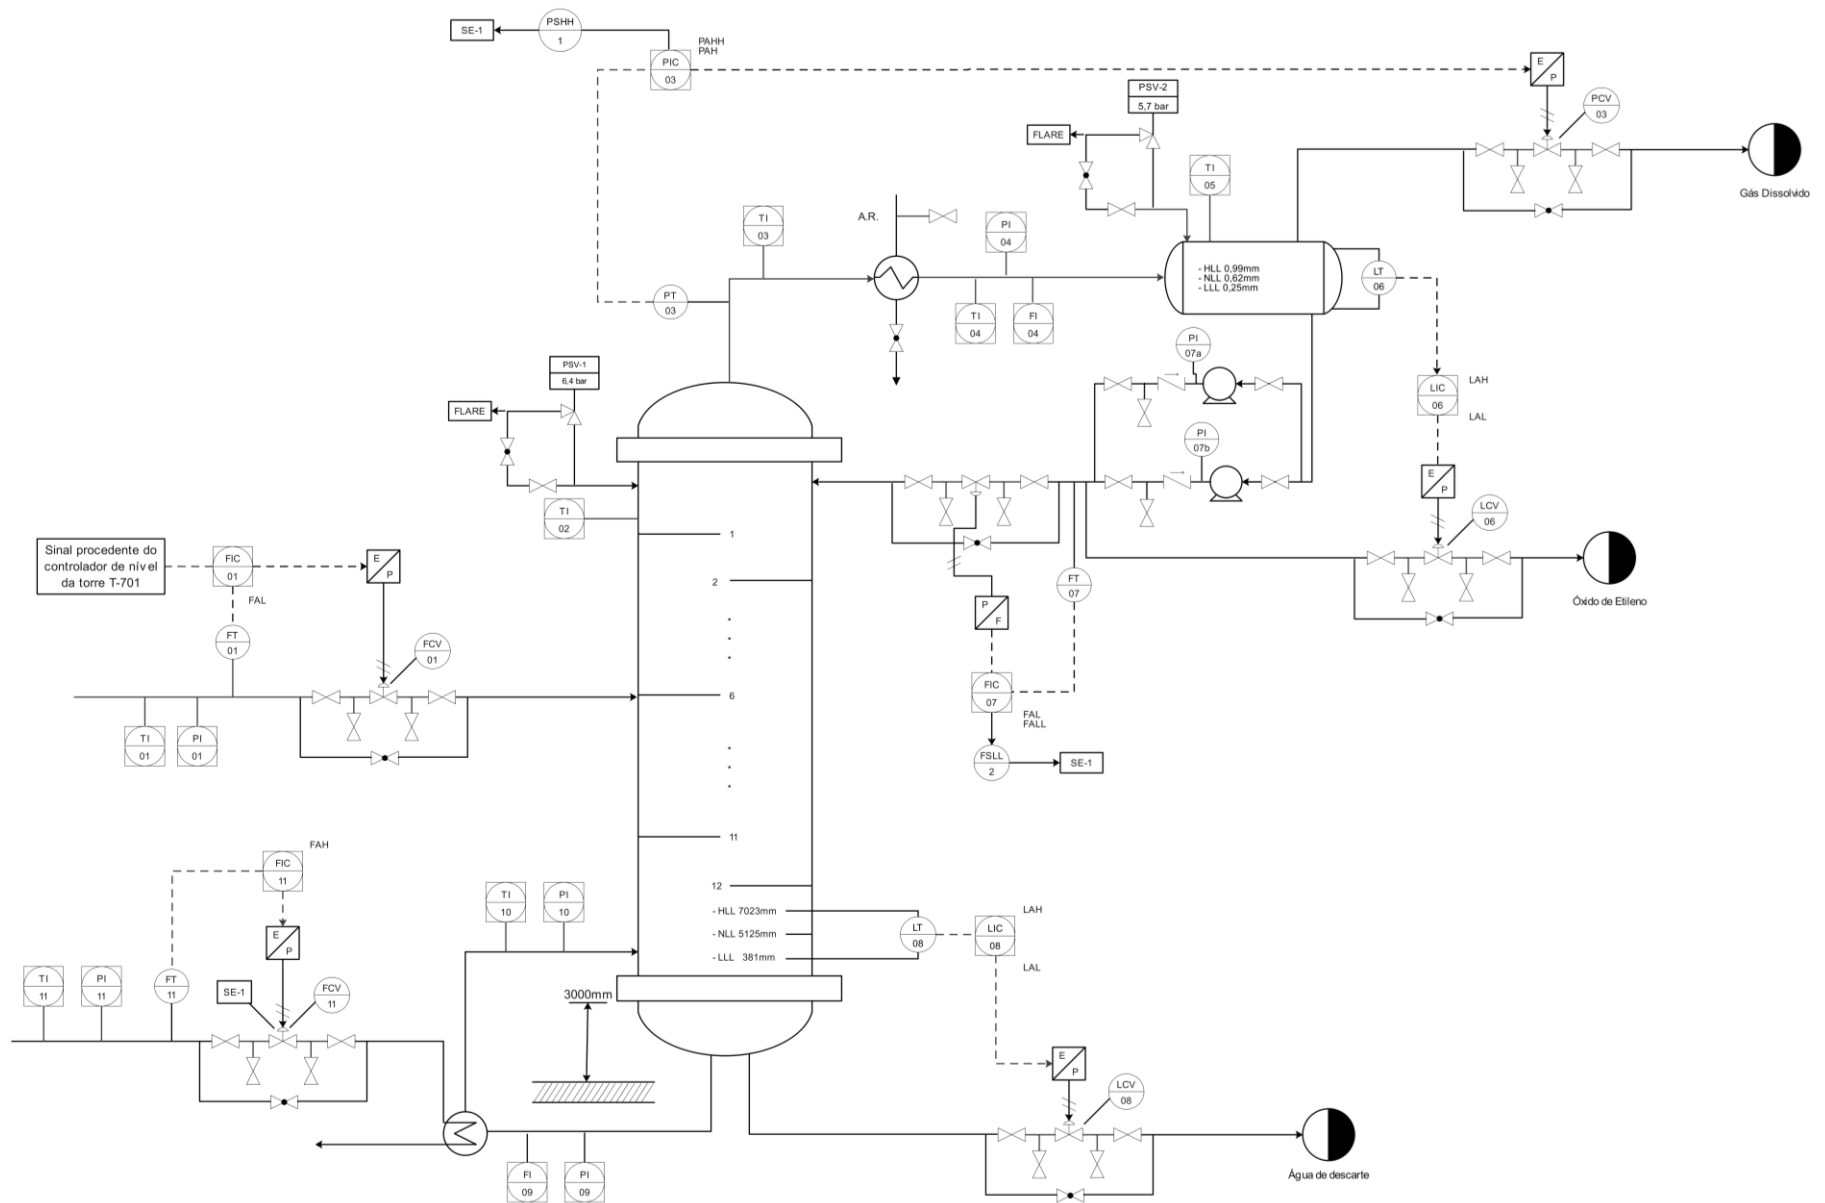 SE-1
PSHH
1
PAHH
PAH
PIC
03
E
P
PSV-2
5,7 bar
PCV
03
FLARE
TI
05
Gás Dissolvido
TI
03
A.R.
PI
04
- HLL 0,99mm
- NLL 0,62mm
- LLL 0,25mm
LT
06
PT
03
TI
04
FI
04
PI
07a
PSV-1
6,4 bar
LIC
06
LAH
LAL
FLARE
PI
07b
E
P
TI
02
1
LCV
06
Sinal procedente do
controlador de nível
da torre T-701
FIC
01
E
P
FAL
2
FT
07
Óxido de Etileno
P
F
FT
01
FCV
01
6
FIC
07
FAL
FALL
TI
01
PI
01
FSLL
2
SE-1
11
FAH
FIC
11
12
TI
10
PI
10
- HLL 7023mm
- NLL 5125mm
- LLL 381mm
LT
08
LIC
08
LAH
LAL
E
P
TI
11
PI
11
FT
11
SE-1
FCV
11
3000mm
E
P
LCV
08
FI
09
PI
09
Água de descarte